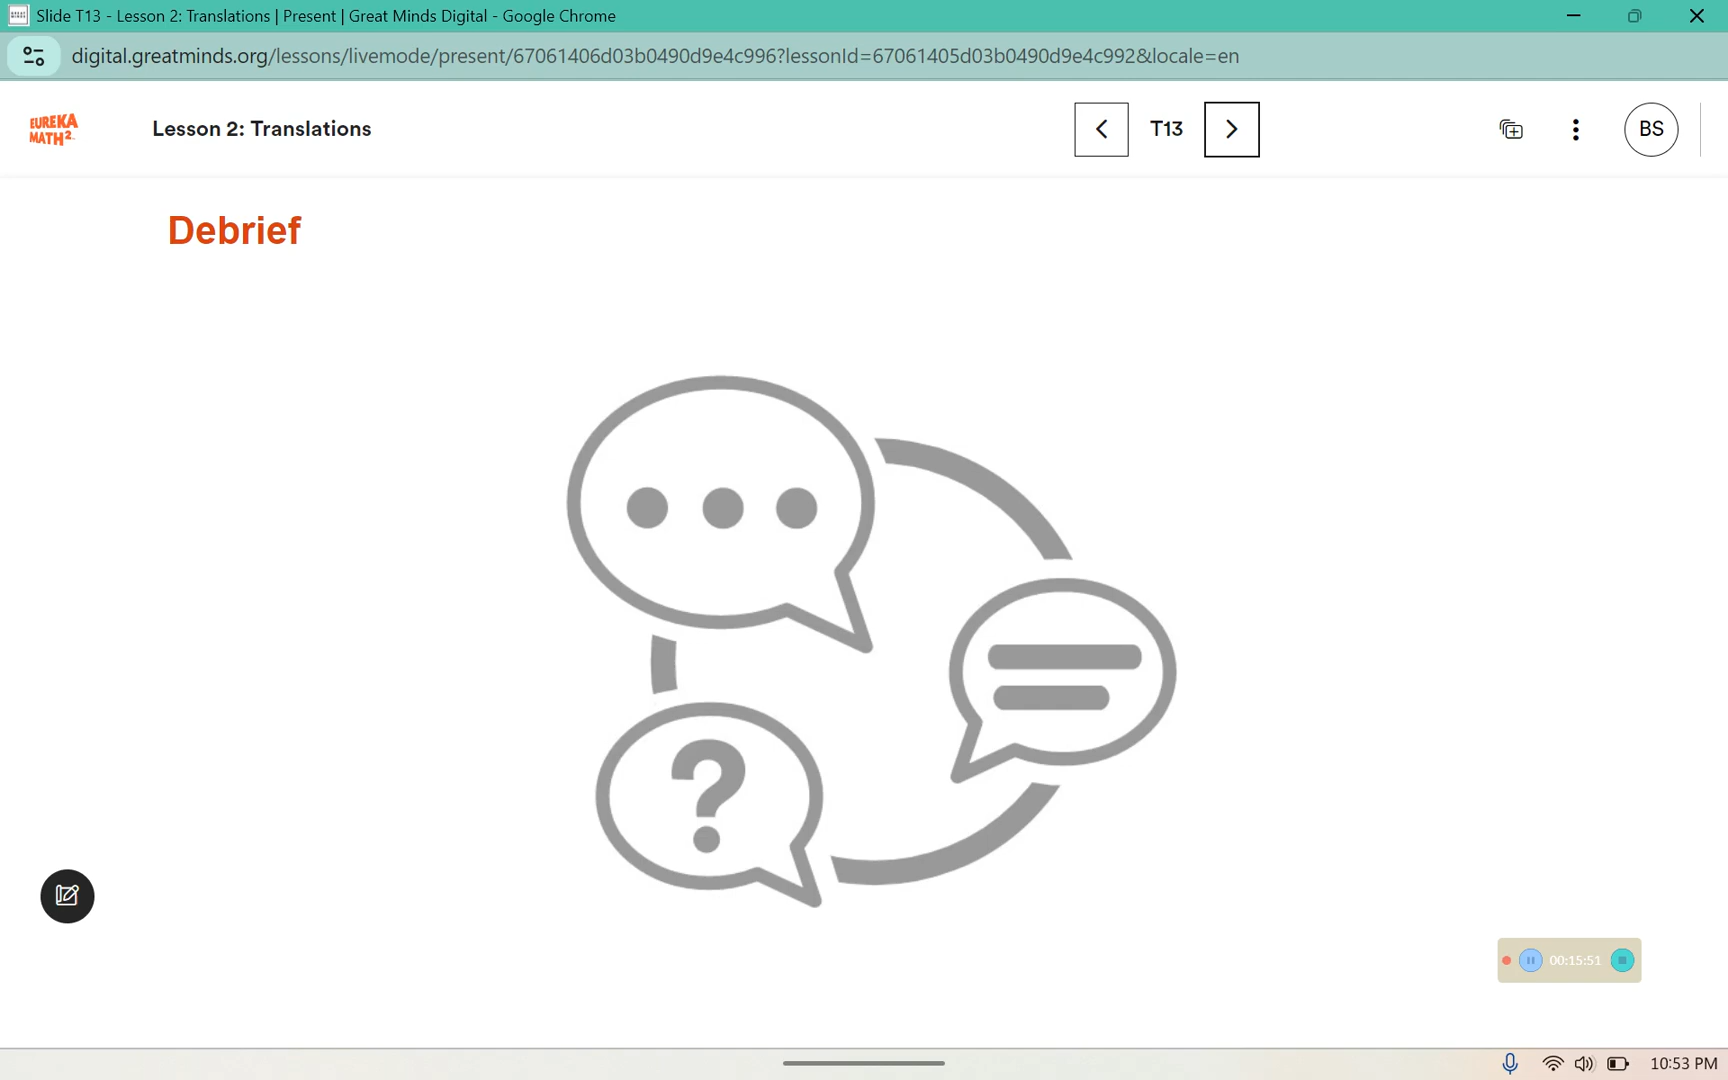 Slide T13 - Lesson 2: Translations | Present | Great Minds Digital - Google Chrome
digital.greatminds.org/lessons/livemode/present/67061406d03b0490d9e4c996?lessonId=67061405d03b0490d9e4c992&locale=en
EUREKA
MATH²
Lesson 2: Translations
T13
BS
Debrief
?
00:15:51
10:53 PM